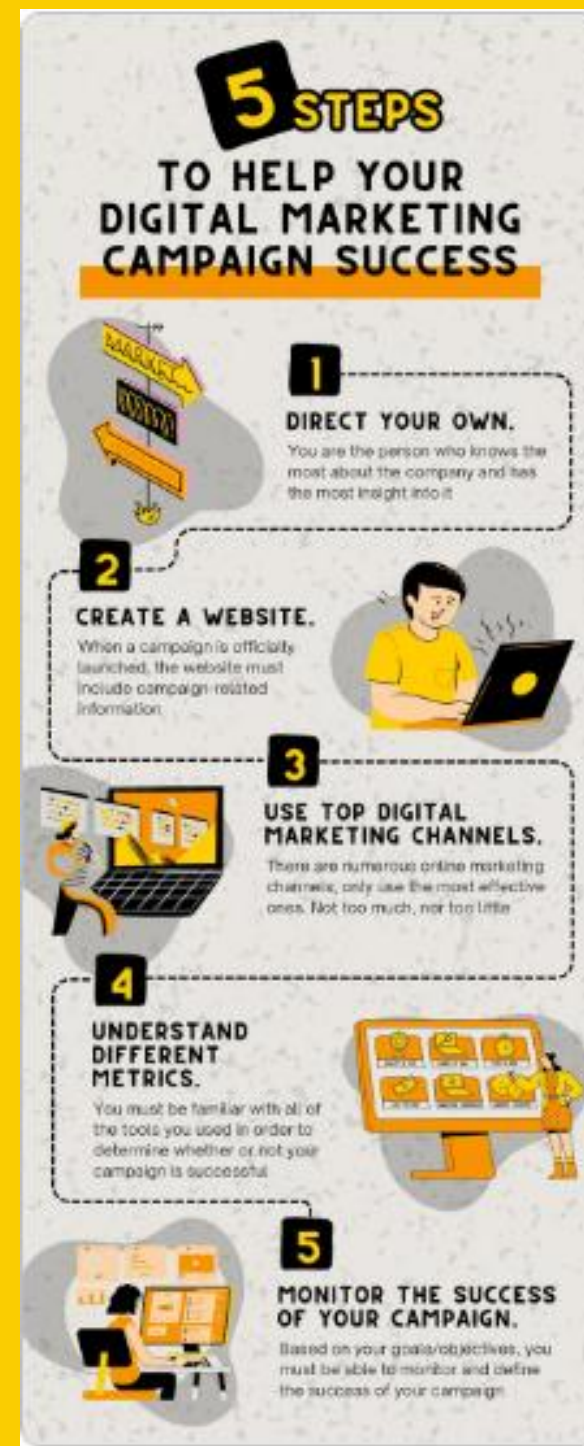 5 STEPS
TO HELP YOUR
DIGITAL MARKETING
CAMPAIGN SUCCESS
1
DIRECT YOUR OWN.
You are the person who knows the
most about the company and has
the most insight into it
2
CREATE A WEBSITE.
When a campaign is officially
launched, the website must
include campaign-related
information
3
USE TOP DIGITAL
MARKETING CHANNELS.
There are numerous online marketing
channels, only use the most effective
ones. Not too much, nor too little
4
UNDERSTAND
DIFFERENT
METRICS.
You must be familiar with all of
the tools you used in order to
determine whether or not your
campaign is successful
5
MONITOR THE SUCCESS
OF YOUR CAMPAIGN.
Based on your goals/objectives, you
must be able to monitor and define
the success of your campaign